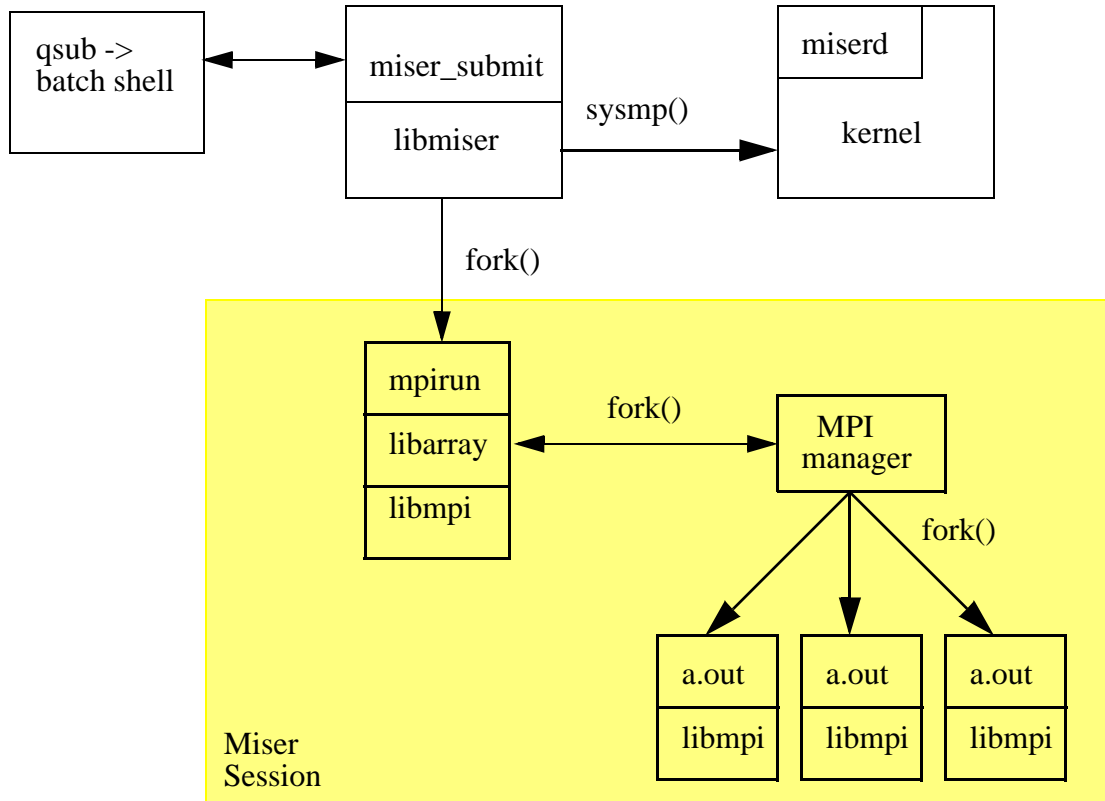 qsub ->
batch shell
miser_submit
libmiser
sysmp()
miserd
kernel
fork()
mpirun
libarray
libmpi
fork()
MPI
manager
fork()
a.out
libmpi
a.out
libmpi
a.out
libmpi
Miser
Session